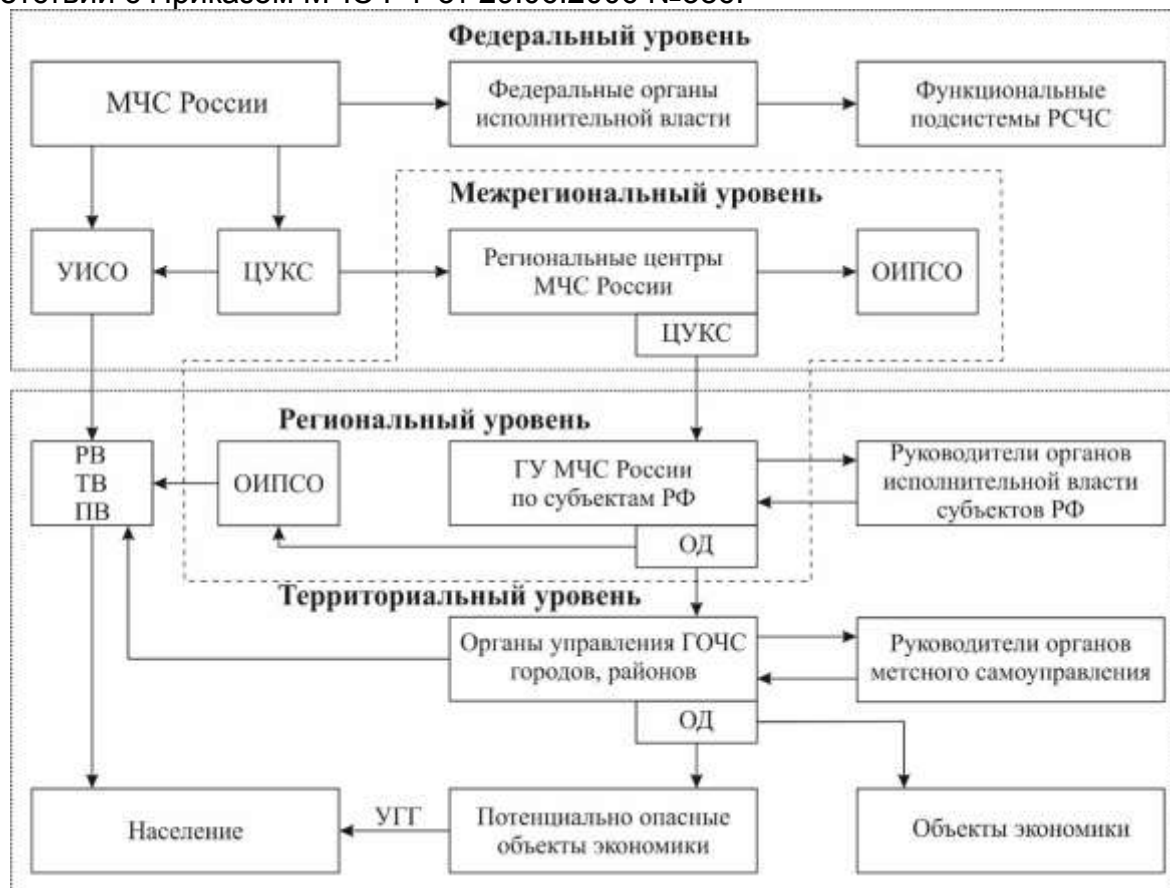 Федеральный уровень
МЧС России
Федеральные органы
исполнительной власти
Функциональные
подсистемы РСЧС
Межрегиональный уровень
УИСО
ЦУКС
Региональные центры
МЧС России
ОИПСО
ЦУКС
Региональный уровень
РВ
ТВ
ПВ
ОИПСО
ГУ МЧС России
по субъектам РФ
Руководители органов
исполнительной власти
субъектов РФ
ОД
Территориальный уровень
Органы управления ГОЧС
городов, районов
Руководители органов
метсного самоуправления
ОД
Население
УГГ
Потенциально опасные
объекты экономики
Объекты экономики